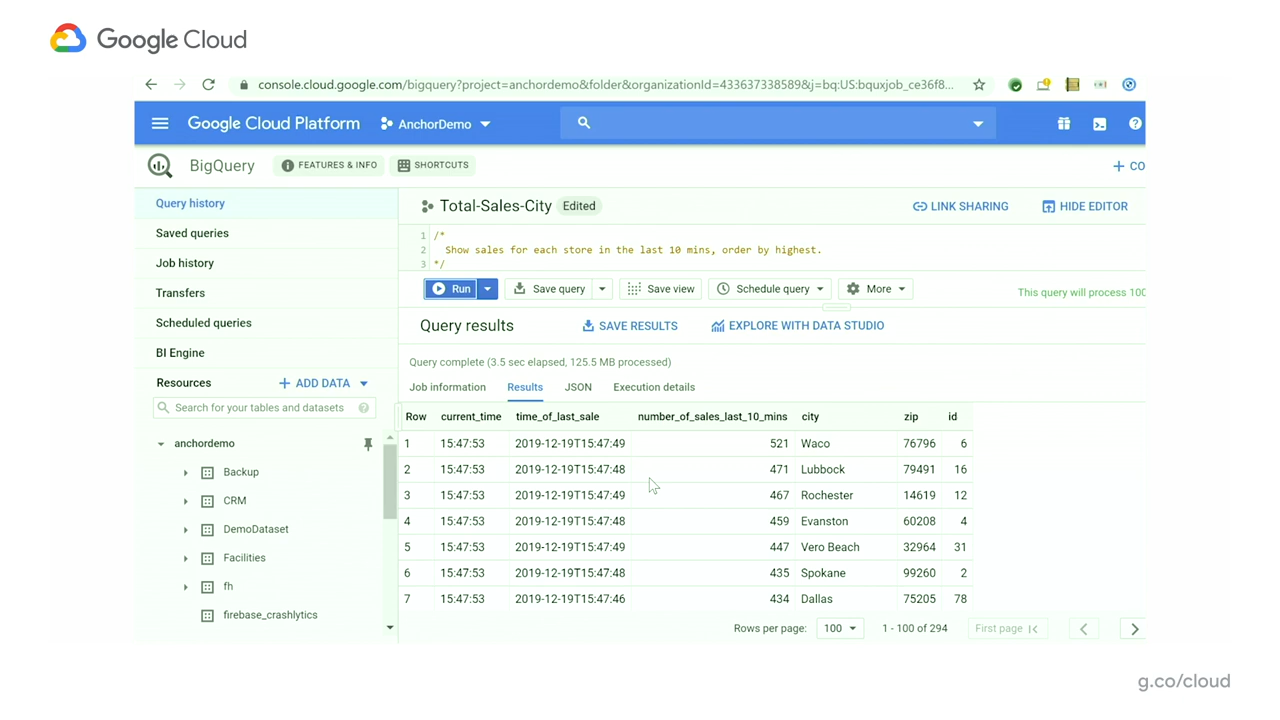 Google Cloud
console.cloud.google.com/bigquery?project=anchordemo&folder&organizationId=433637338589&j=bq:US:bquxjob_ce36f8...
Google Cloud Platform AnchorDemo
BigQuery FEATURES & INFO SHORTCUTS + CO
Query history
Saved queries
Job history
Transfers
Scheduled queries
BI Engine
Resources + ADD DATA
Search for your tables and datasets
anchordemo
Backup
CRM
DemoDataset
Facilities
fh
firebase_crashlytics
Total-Sales-City Edited LINK SHARING HIDE EDITOR
1 /*
2 Show sales for each store in the last 10 mins, order by highest.
3 */
Run Save query Save view Schedule query More This query will process 100
Query results SAVE RESULTS EXPLORE WITH DATA STUDIO
Query complete (3.5 sec elapsed, 125.5 MB processed)
Job information Results JSON Execution details
Row current_time time_of_last_sale number_of_sales_last_10_mins city zip id
1 15:47:53 2019-12-19T15:47:49 521 Waco 76796 6
2 15:47:53 2019-12-19T15:47:48 471 Lubbock 79491 16
3 15:47:53 2019-12-19T15:47:49 467 Rochester 14619 12
4 15:47:53 2019-12-19T15:47:48 459 Evanston 60208 4
5 15:47:53 2019-12-19T15:47:49 447 Vero Beach 32964 31
6 15:47:53 2019-12-19T15:47:48 435 Spokane 99260 2
7 15:47:53 2019-12-19T15:47:46 434 Dallas 75205 78
Rows per page: 100 1 - 100 of 294 First page
g.co/cloud